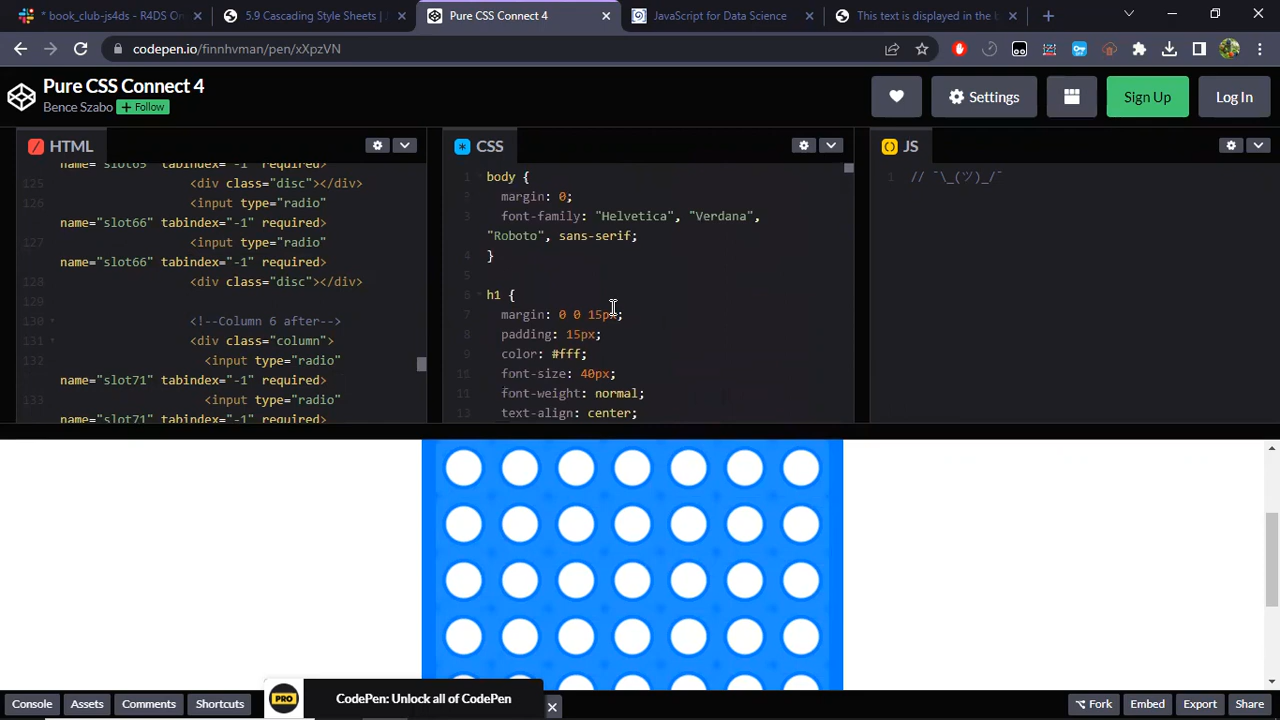 * book_club-js4ds - R4DS O
5.9 Cascading Style Sheets |
Pure CSS Connect 4
JavaScript for Data Science
This text is displayed in the b
codepen.io/finnhvman/pen/xXpzVN
Pure CSS Connect 4
Bence Szabo
+ Follow
Settings
Sign Up
Log In
HTML
name="slot65" tabindex="-1" required>
125 <div class="disc"></div>
126 <input type="radio"
name="slot66" tabindex="-1" required>
127 <input type="radio"
name="slot66" tabindex="-1" required>
128 <div class="disc"></div>
129
130 <!--Column 6 after-->
131 <div class="column">
132 <input type="radio"
name="slot71" tabindex="-1" required>
133 <input type="radio"
name="slot71" tabindex="-1" required>
CSS
1 body {
2 margin: 0;
3 font-family: "Helvetica", "Verdana",
"Roboto", sans-serif;
4 }
5
6 h1 {
7 margin: 0 0 15px;
8 padding: 15px;
9 color: #fff;
10 font-size: 40px;
11 font-weight: normal;
13 text-align: center;
JS
1 // ¯\_(ツ)_/¯
Console
Assets
Comments
Shortcuts
PRO
CodePen: Unlock all of CodePen
Fork
Embed
Export
Share